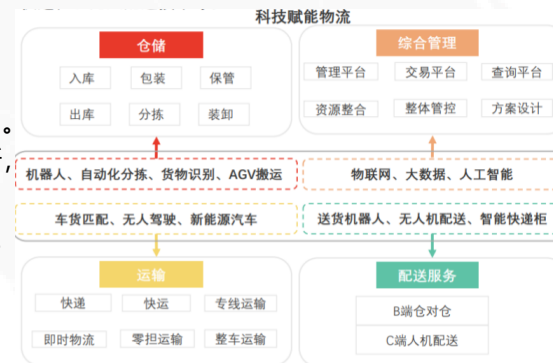 科技赋能物流
仓储
入库 包装 保管
出库 分拣 装卸
综合管理
管理平台 交易平台 查询平台
资源整合 整体管控 方案设计
机器人、自动化分拣、货物识别、AGV搬运
物联网、大数据、人工智能
车货匹配、无人驾驶、新能源汽车
送货机器人、无人机配送、智能快递柜
运输
快递 快运 专线运输
即时物流 零担运输 整车运输
配送服务
B端仓对仓
C端人机配送